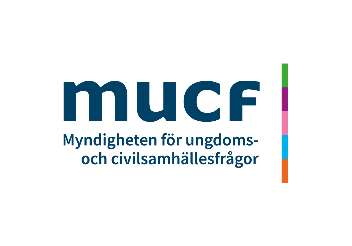 mucf
Myndigheten för ungdoms-
och civilsamhällesfrågor